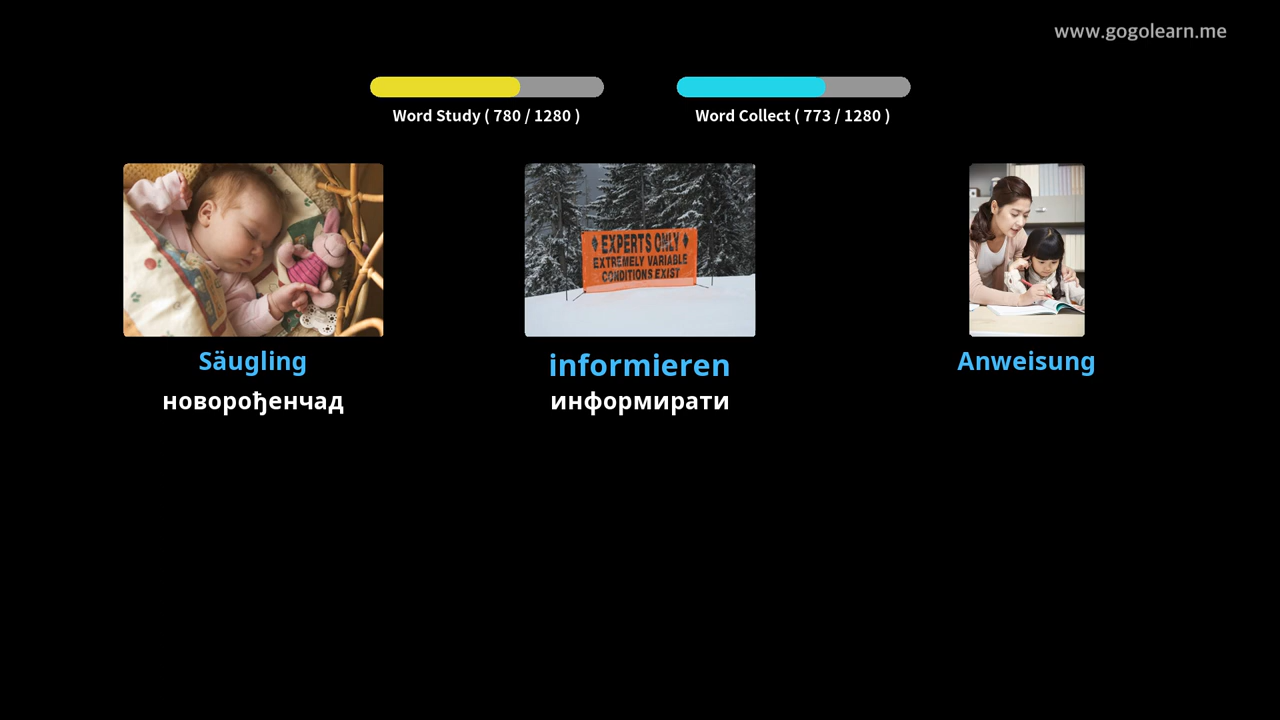 www.gogolearn.me
Word Study ( 780 / 1280 )
Word Collect ( 773 / 1280 )
EXPERTS ONLY
EXTREMELY VARIABLE
CONDITIONS EXIST
Säugling
informieren
Anweisung
новорођенчад
информирати